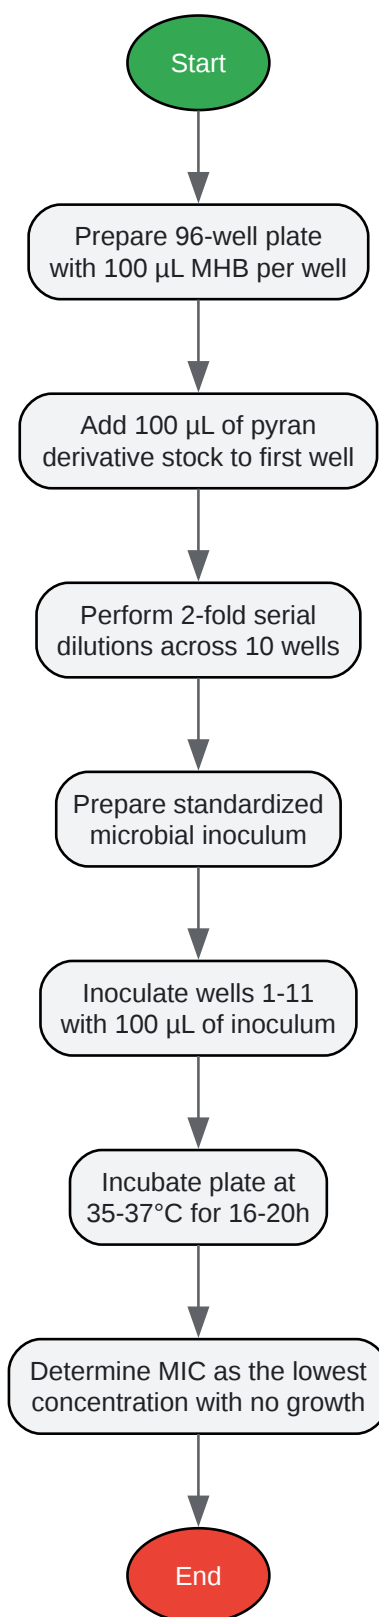 Start
Prepare 96-well plate
with 100 µL MHB per well
Add 100 µL of pyran
derivative stock to first well
Perform 2-fold serial
dilutions across 10 wells
Prepare standardized
microbial inoculum
Inoculate wells 1-11
with 100 µL of inoculum
Incubate plate at
35-37°C for 16-20h
Determine MIC as the lowest
concentration with no growth
End